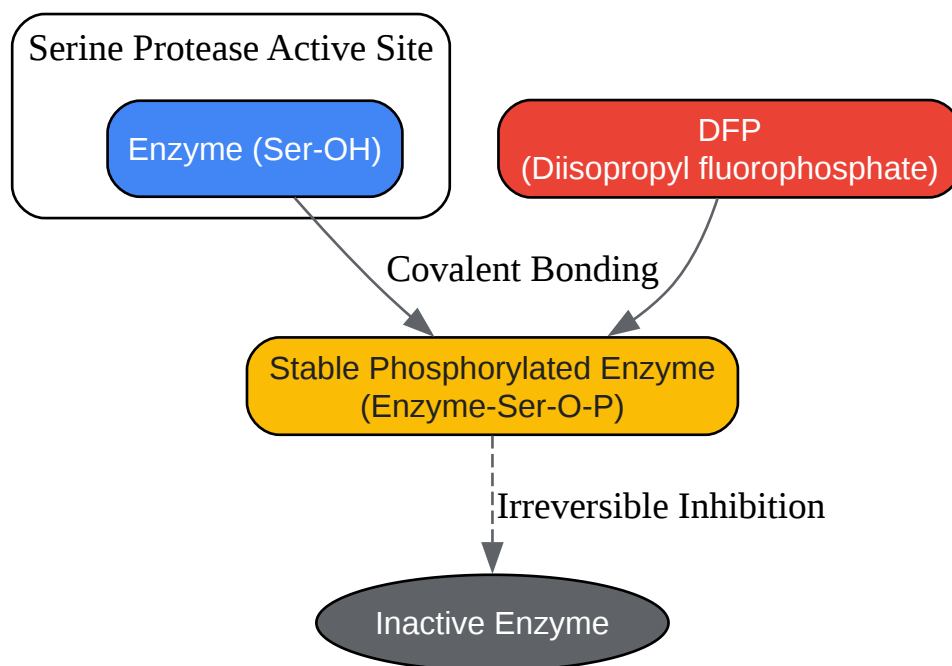 Serine Protease Active Site
Enzyme (Ser-OH)
DFP
(Diisopropyl fluorophosphate)
Covalent Bonding
Stable Phosphorylated Enzyme
(Enzyme-Ser-O-P)
Irreversible Inhibition
Inactive Enzyme